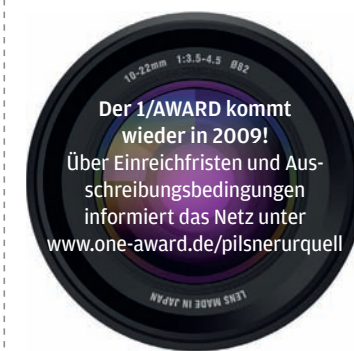 10-22mm 1:3.5-4.5 Ø82
Der 1/AWARD kommt
wieder in 2009!
Über Einreichfristen und Aus-
schreibungsbedingungen
informiert das Netz unter
www.one-award.de/pilsnerurquell
LENS MADE IN JAPAN